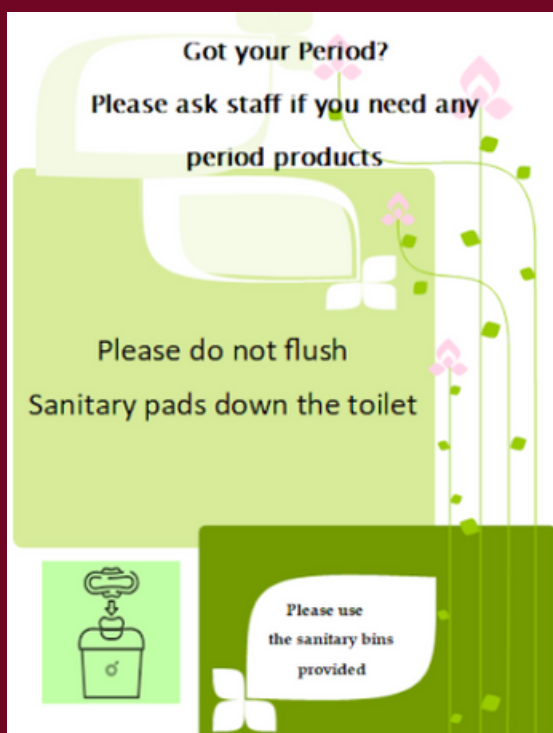 Got your Period?
Please ask staff if you need any
period products
Please do not flush
Sanitary pads down the toilet
Please use
the sanitary bins
provided